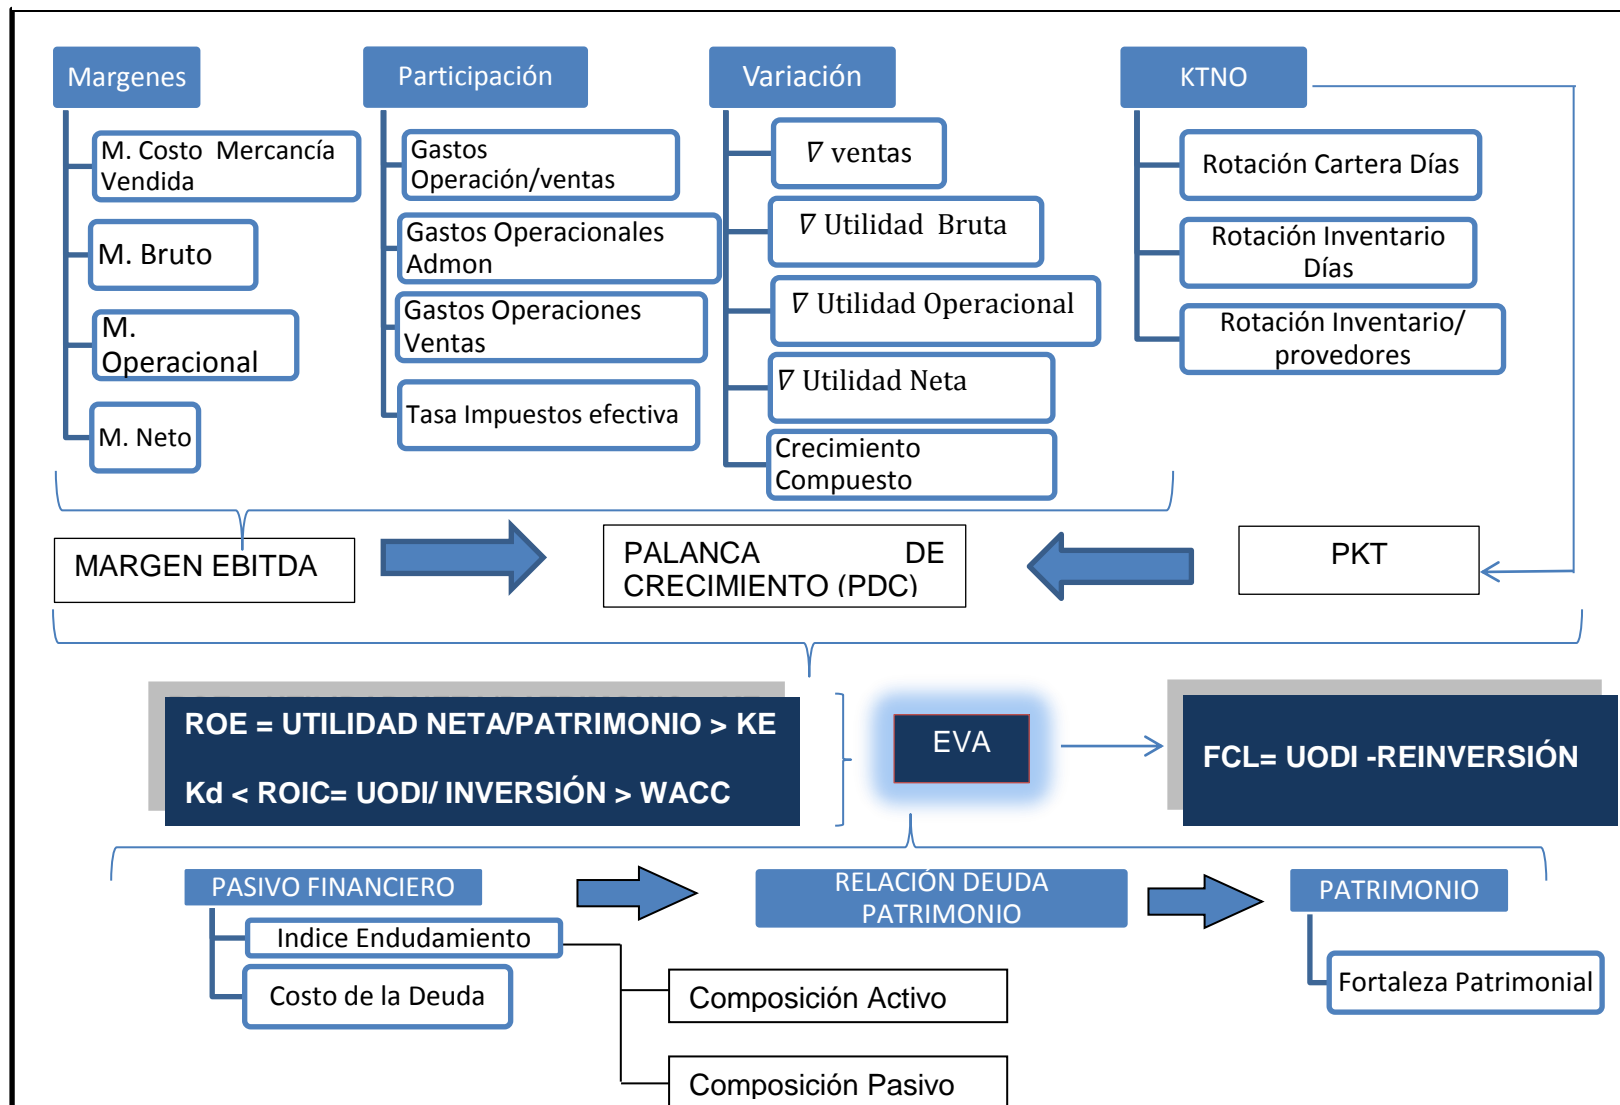 Margenes
M. Costo Mercancía
Vendida
M. Bruto
M.
Operacional
M. Neto
Participación
Gastos
Operación/ventas
Gastos Operacionales
Admon
Gastos Operaciones
Ventas
Tasa Impuestos efectiva
Variación
∇ ventas
∇ Utilidad Bruta
∇ Utilidad Operacional
∇ Utilidad Neta
Crecimiento
Compuesto
KTNO
Rotación Cartera Días
Rotación Inventario
Días
Rotación Inventario/
provedores
MARGEN EBITDA
PALANCA DE
CRECIMIENTO (PDC)
PKT
ROE = UTILIDAD NETA/PATRIMONIO > KE
Kd < ROIC= UODI/ INVERSIÓN > WACC
EVA
FCL= UODI -REINVERSIÓN
PASIVO FINANCIERO
Indice Endudamiento
Costo de la Deuda
Composición Activo
Composición Pasivo
RELACIÓN DEUDA
PATRIMONIO
PATRIMONIO
Fortaleza Patrimonial